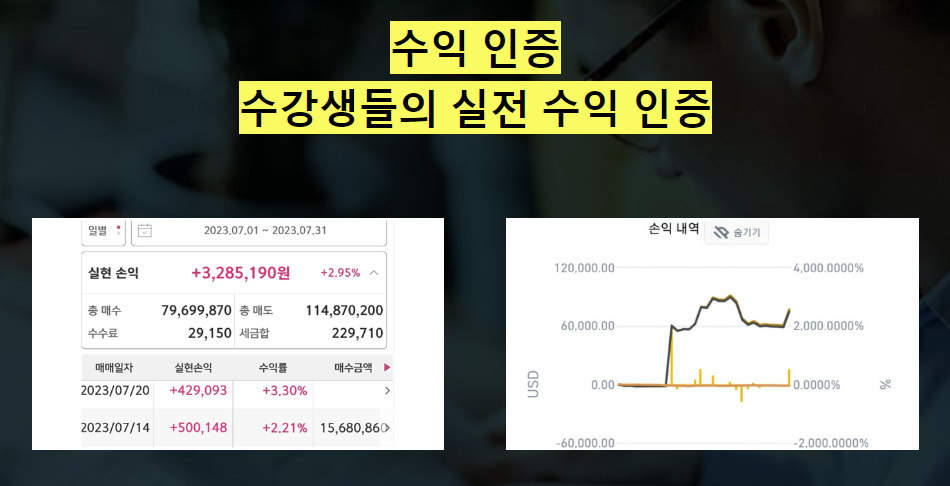 수익 인증
수강생들의 실전 수익 인증
일별 2023.07.01 ~ 2023.07.31
실현 손익 +3,285,190원 +2.95%
총 매수 79,699,870 총 매도 114,870,200
수수료 29,150 세금합 229,710
매매일자 실현손익 수익률 매수금액
2023/07/20 +429,093 +3.30%
2023/07/14 +500,148 +2.21% 15,680,860
손익 내역 숨기기
120,000.00 4,000.0000%
60,000.00 2,000.0000%
0.00 0.0000%
USD %
-60,000.00 -2,000.0000%